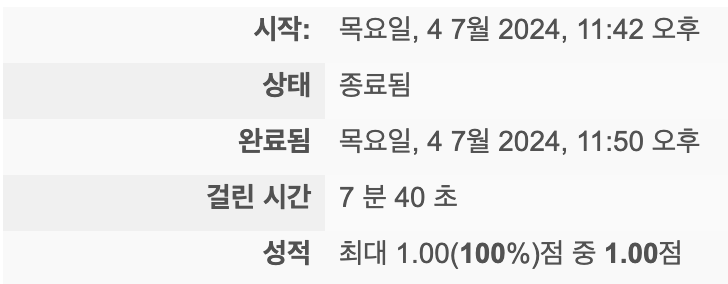 시작: 목요일, 4 7월 2024, 11:42 오후
상태 종료됨
완료됨 목요일, 4 7월 2024, 11:50 오후
걸린 시간 7 분 40 초
성적 최대 1.00(100%)점 중 1.00점